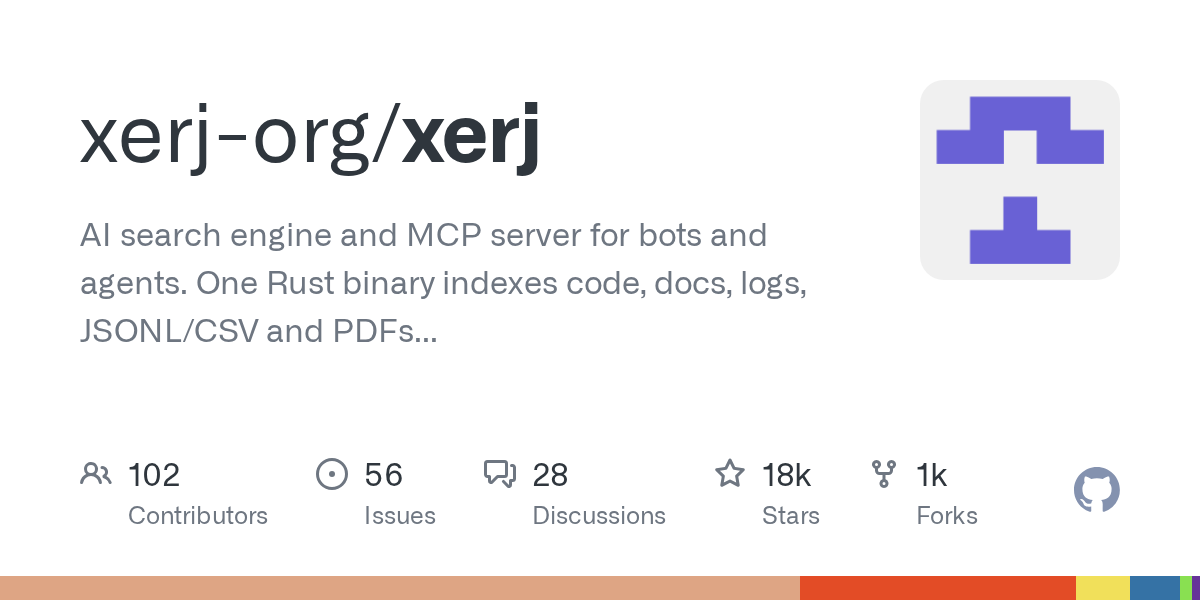 xerj-org/xerj
AI search engine and MCP server for bots and
agents. One Rust binary indexes code, docs, logs,
JSONL/CSV and PDFs...
102
Contributors
56
Issues
28
Discussions
18k
Stars
1k
Forks